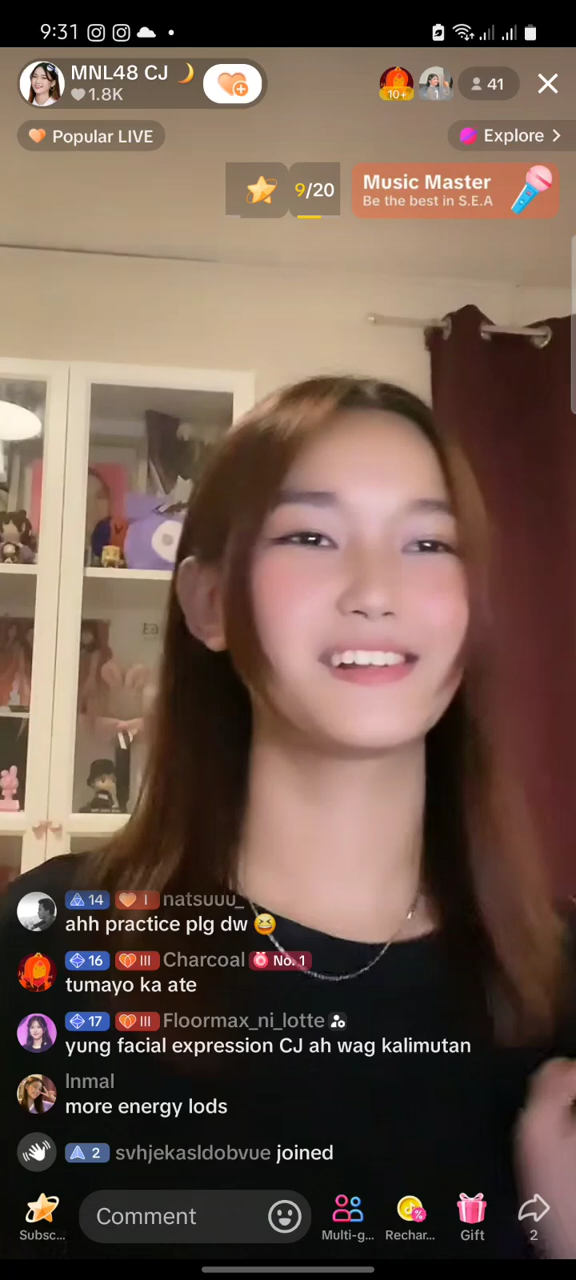 9:31
MNL48 CJ 🌙
1.8K
10+
1
41
Popular LIVE
Explore >
9/20
Music Master
Be the best in S.E.A
14 I natsuuu_
ahh practice plg dw 😆
16 III Charcoal No. 1
tumayo ka ate
17 III Floormax_ni_lotte
yung facial expression CJ ah wag kalimutan
lnmal
more energy lods
2 svhjekasldobvue joined
Comment
Subsc...
Multi-g...
Rechar...
Gift
2